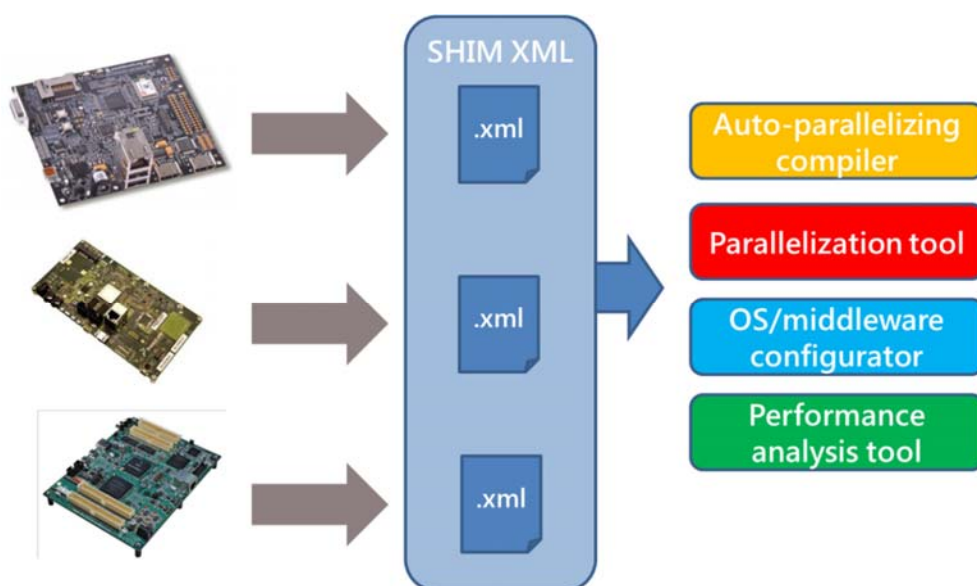 SHIM XML
.xml
.xml
.xml
Auto-parallelizing
compiler
Parallelization tool
OS/middleware
configurator
Performance
analysis tool